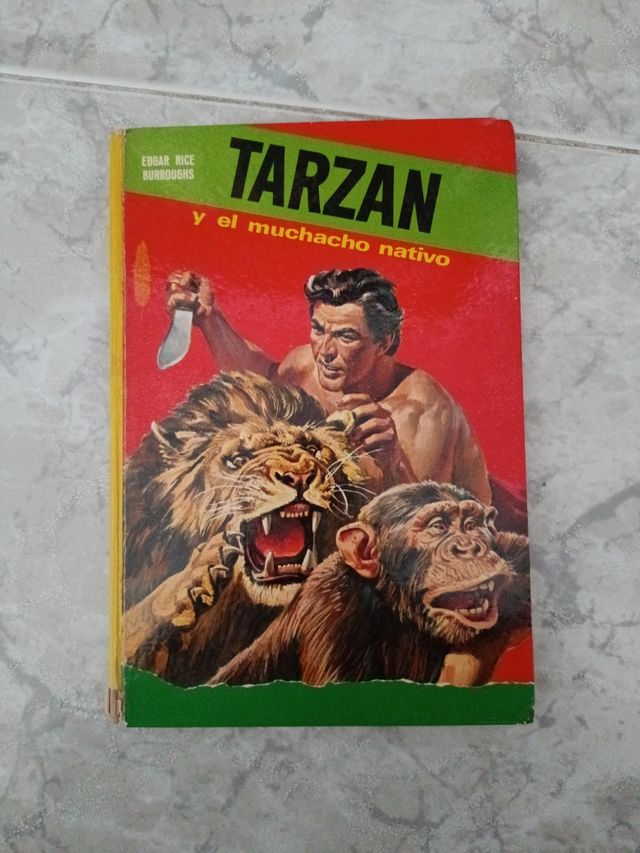 EDGAR RICE
BURROUGHS
TARZAN
y el muchacho nativo